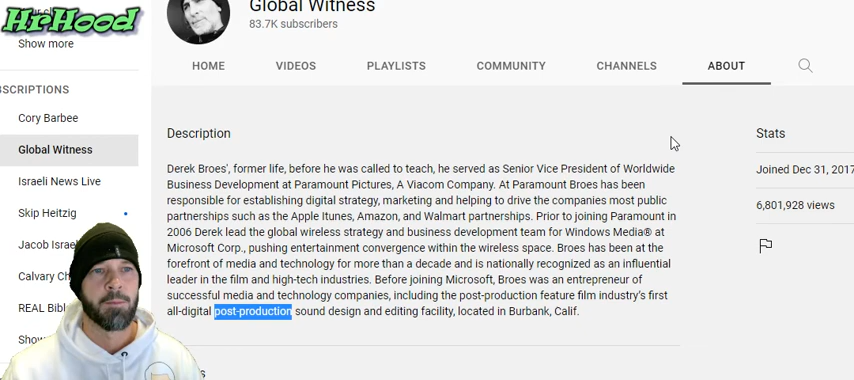 HrHood
Show more
BSCRIPTIONS
Cory Barbee
Global Witness
Israeli News Live
Skip Heitzig
Jacob Israel
Calvary Ch
REAL Bibl
Show
Global Witness
83.7K subscribers
HOME VIDEOS PLAYLISTS COMMUNITY CHANNELS ABOUT
Description
Derek Broes', former life, before he was called to teach, he served as Senior Vice President of Worldwide
Business Development at Paramount Pictures, A Viacom Company. At Paramount Broes has been
responsible for establishing digital strategy, marketing and helping to drive the companies most public
partnerships such as the Apple Itunes, Amazon, and Walmart partnerships. Prior to joining Paramount in
2006 Derek lead the global wireless strategy and business development team for Windows Media® at
Microsoft Corp., pushing entertainment convergence within the wireless space. Broes has been at the
forefront of media and technology for more than a decade and is nationally recognized as an influential
leader in the film and high-tech industries. Before joining Microsoft, Broes was an entrepreneur of
successful media and technology companies, including the post-production feature film industry's first
all-digital post-production sound design and editing facility, located in Burbank, Calif.
Stats
Joined Dec 31, 2017
6,801,928 views